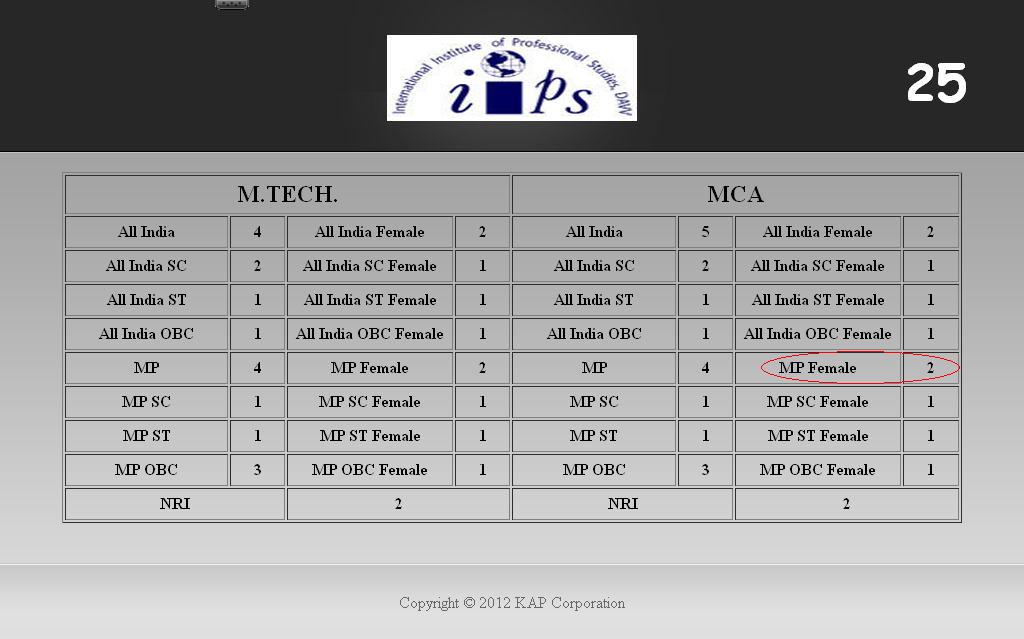 International Institute of Professional Studies, DAVV
ips
25
M.TECH. MCA
All India 4 All India Female 2 All India 5 All India Female 2
All India SC 2 All India SC Female 1 All India SC 2 All India SC Female 1
All India ST 1 All India ST Female 1 All India ST 1 All India ST Female 1
All India OBC 1 All India OBC Female 1 All India OBC 1 All India OBC Female 1
MP 4 MP Female 2 MP 4 MP Female 2
MP SC 1 MP SC Female 1 MP SC 1 MP SC Female 1
MP ST 1 MP ST Female 1 MP ST 1 MP ST Female 1
MP OBC 3 MP OBC Female 1 MP OBC 3 MP OBC Female 1
NRI 2 NRI 2
Copyright © 2012 KAP Corporation